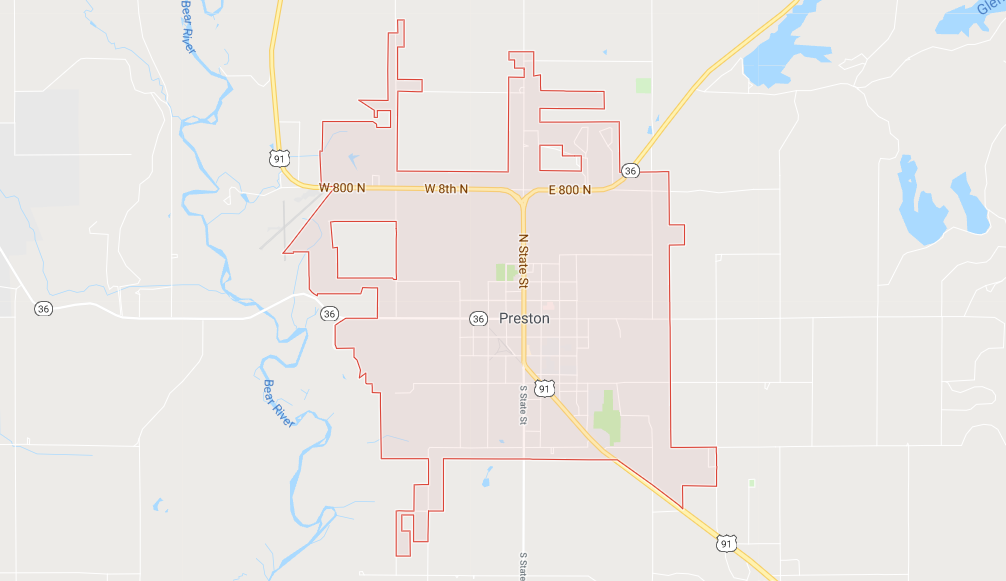 Bear River
Glen
91
36
W 800 N
W 8th N
E 800 N
N State St
36
36
36
Preston
91
Bear River
S State St
91
S State